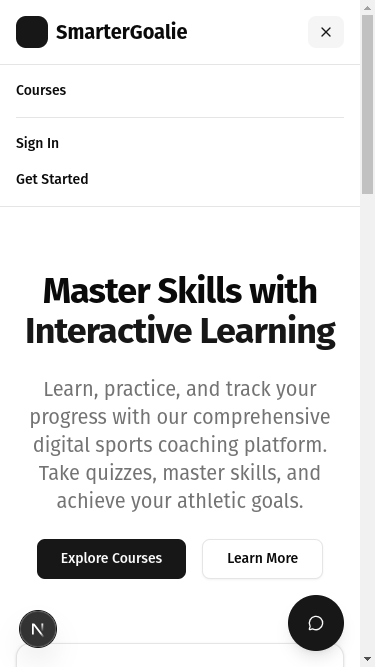 SmarterGoalie
Courses
Sign In
Get Started
Master Skills with
Interactive Learning
Learn, practice, and track your
progress with our comprehensive
digital sports coaching platform.
Take quizzes, master skills, and
achieve your athletic goals.
Explore Courses
Learn More
N